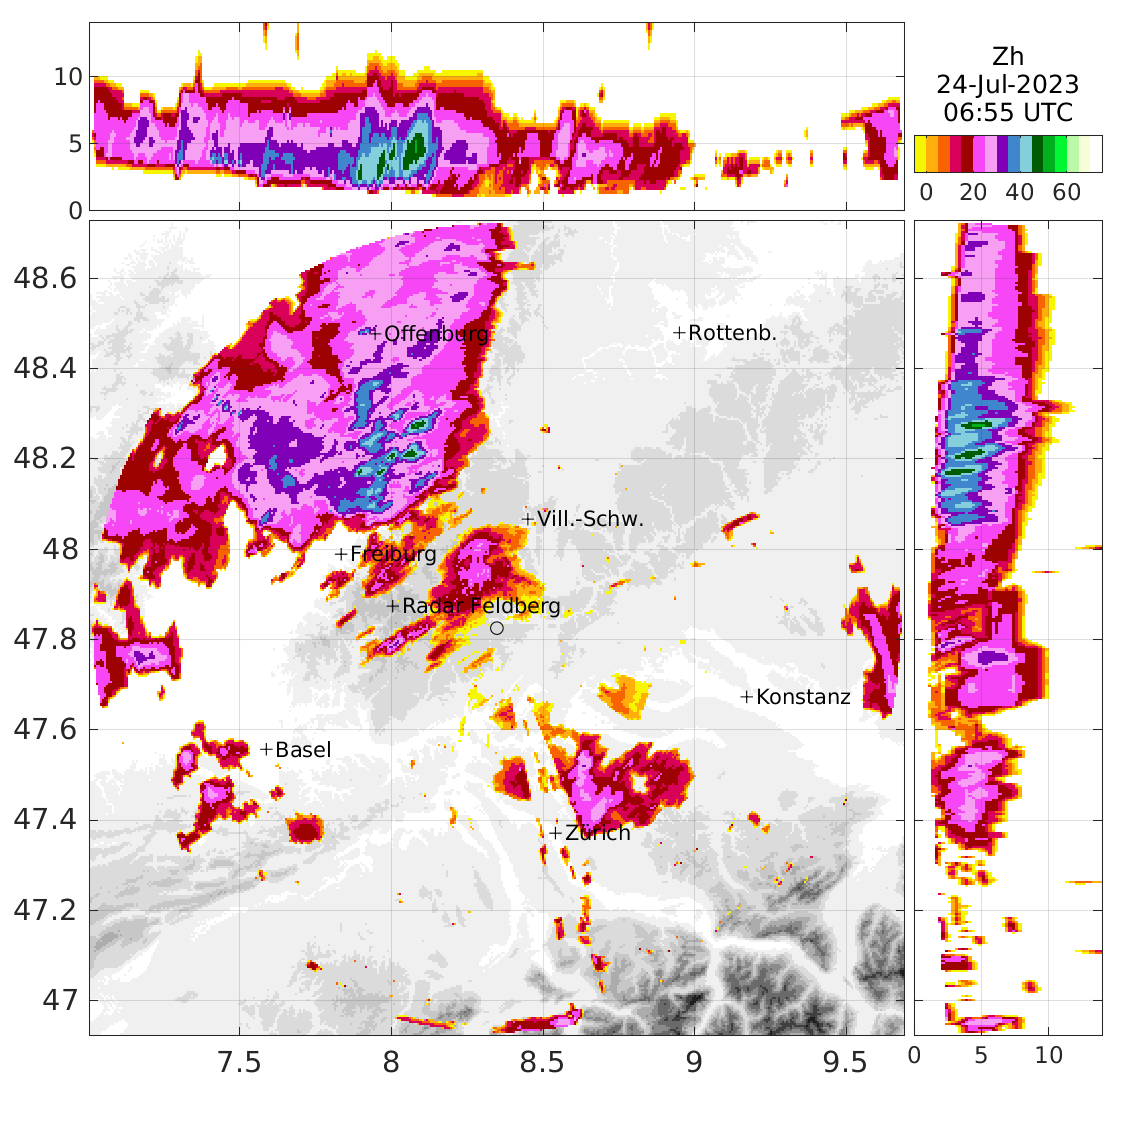 Zh
24-Jul-2023
06:55 UTC
0 20 40 60
10
5
0
48.6
48.4
48.2
48
47.8
47.6
47.4
47.2
47
+Offenburg
+Rottenb.
+Vill.-Schw.
+Freiburg
+Radar Feldberg
+Konstanz
+Basel
+Zürich
7.5 8 8.5 9 9.5
0 5 10